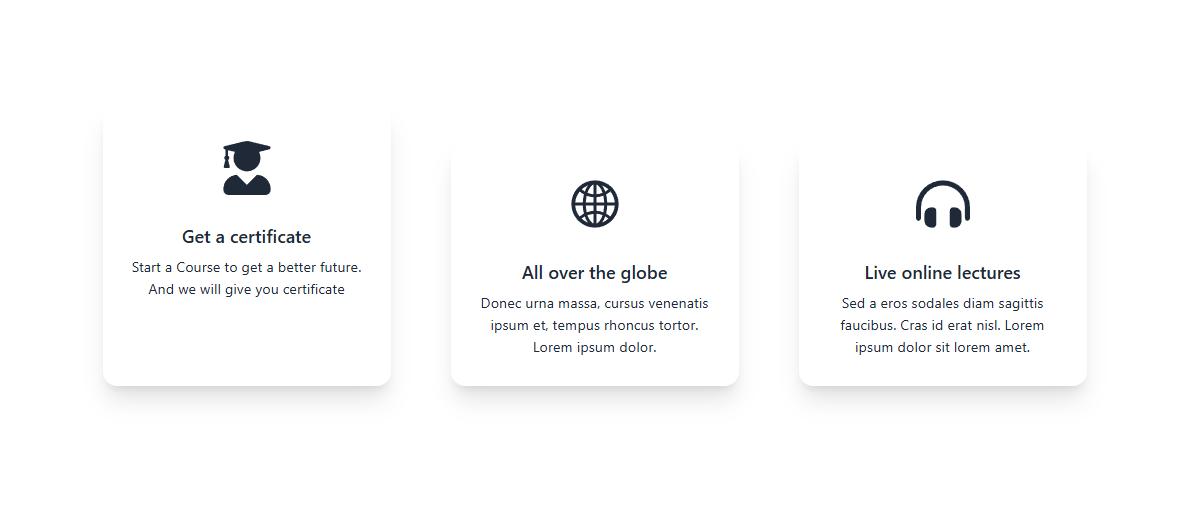 Get a certificate
Start a Course to get a better future.
And we will give you certificate
All over the globe
Donec urna massa, cursus venenatis
ipsum et, tempus rhoncus tortor.
Lorem ipsum dolor.
Live online lectures
Sed a eros sodales diam sagittis
faucibus. Cras id erat nisl. Lorem
ipsum dolor sit lorem amet.